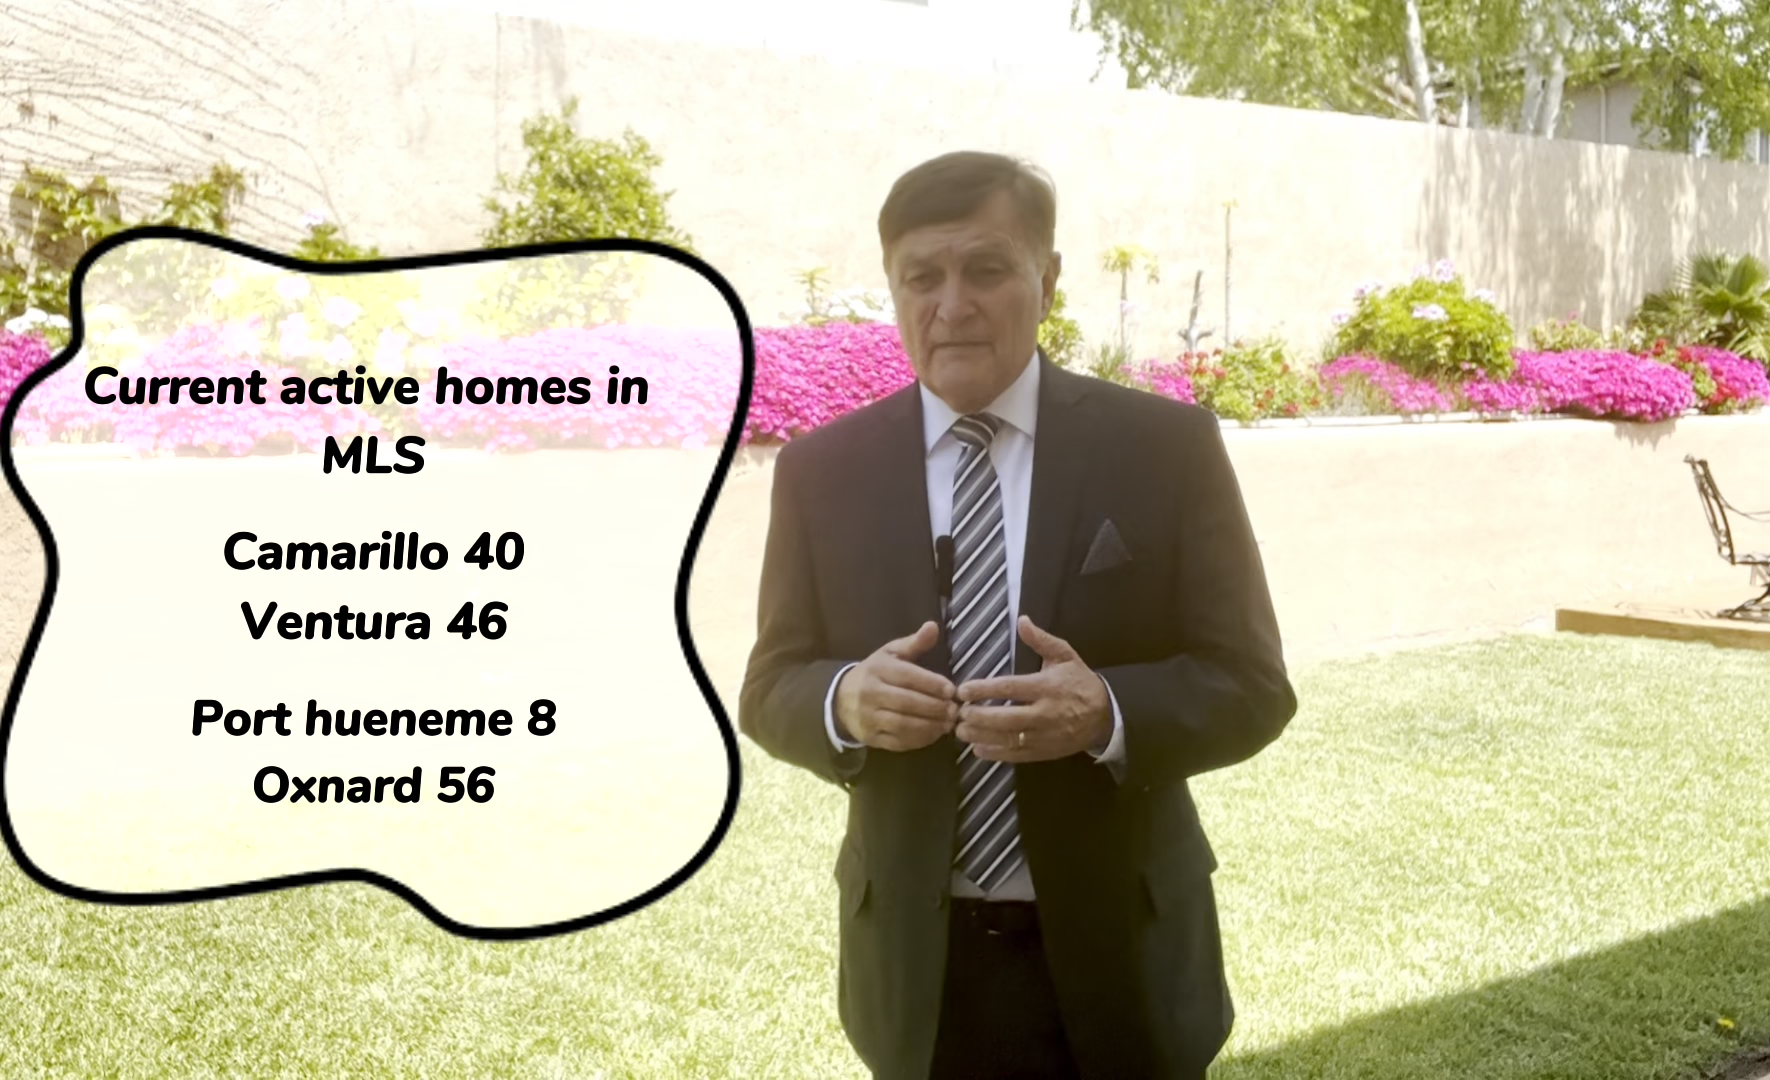 Current active homes in
MLS
Camarillo 40
Ventura 46
Port hueneme 8
Oxnard 56